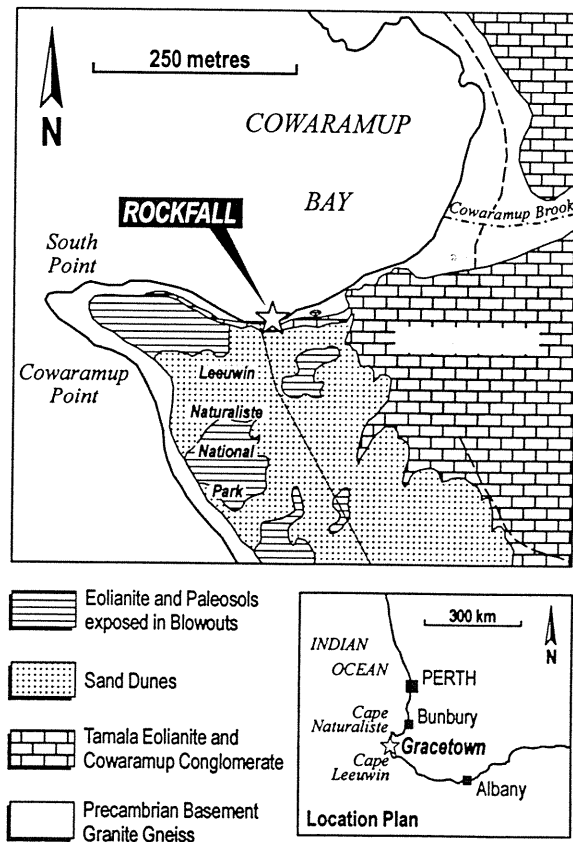 250 metres
N
COWARAMUP
BAY
ROCKFALL
Cowaramup Brook
South
Point
Cowaramup
Point
Leeuwin
Naturaliste
National
Park
Eolianite and Paleosols
exposed in Blowouts
Sand Dunes
Tamala Eolianite and
Cowaramup Conglomerate
Precambrian Basement
Granite Gneiss
300 km
N
INDIAN
OCEAN
PERTH
Cape
Naturaliste
Bunbury
Gracetown
Cape
Leeuwin
Albany
Location Plan